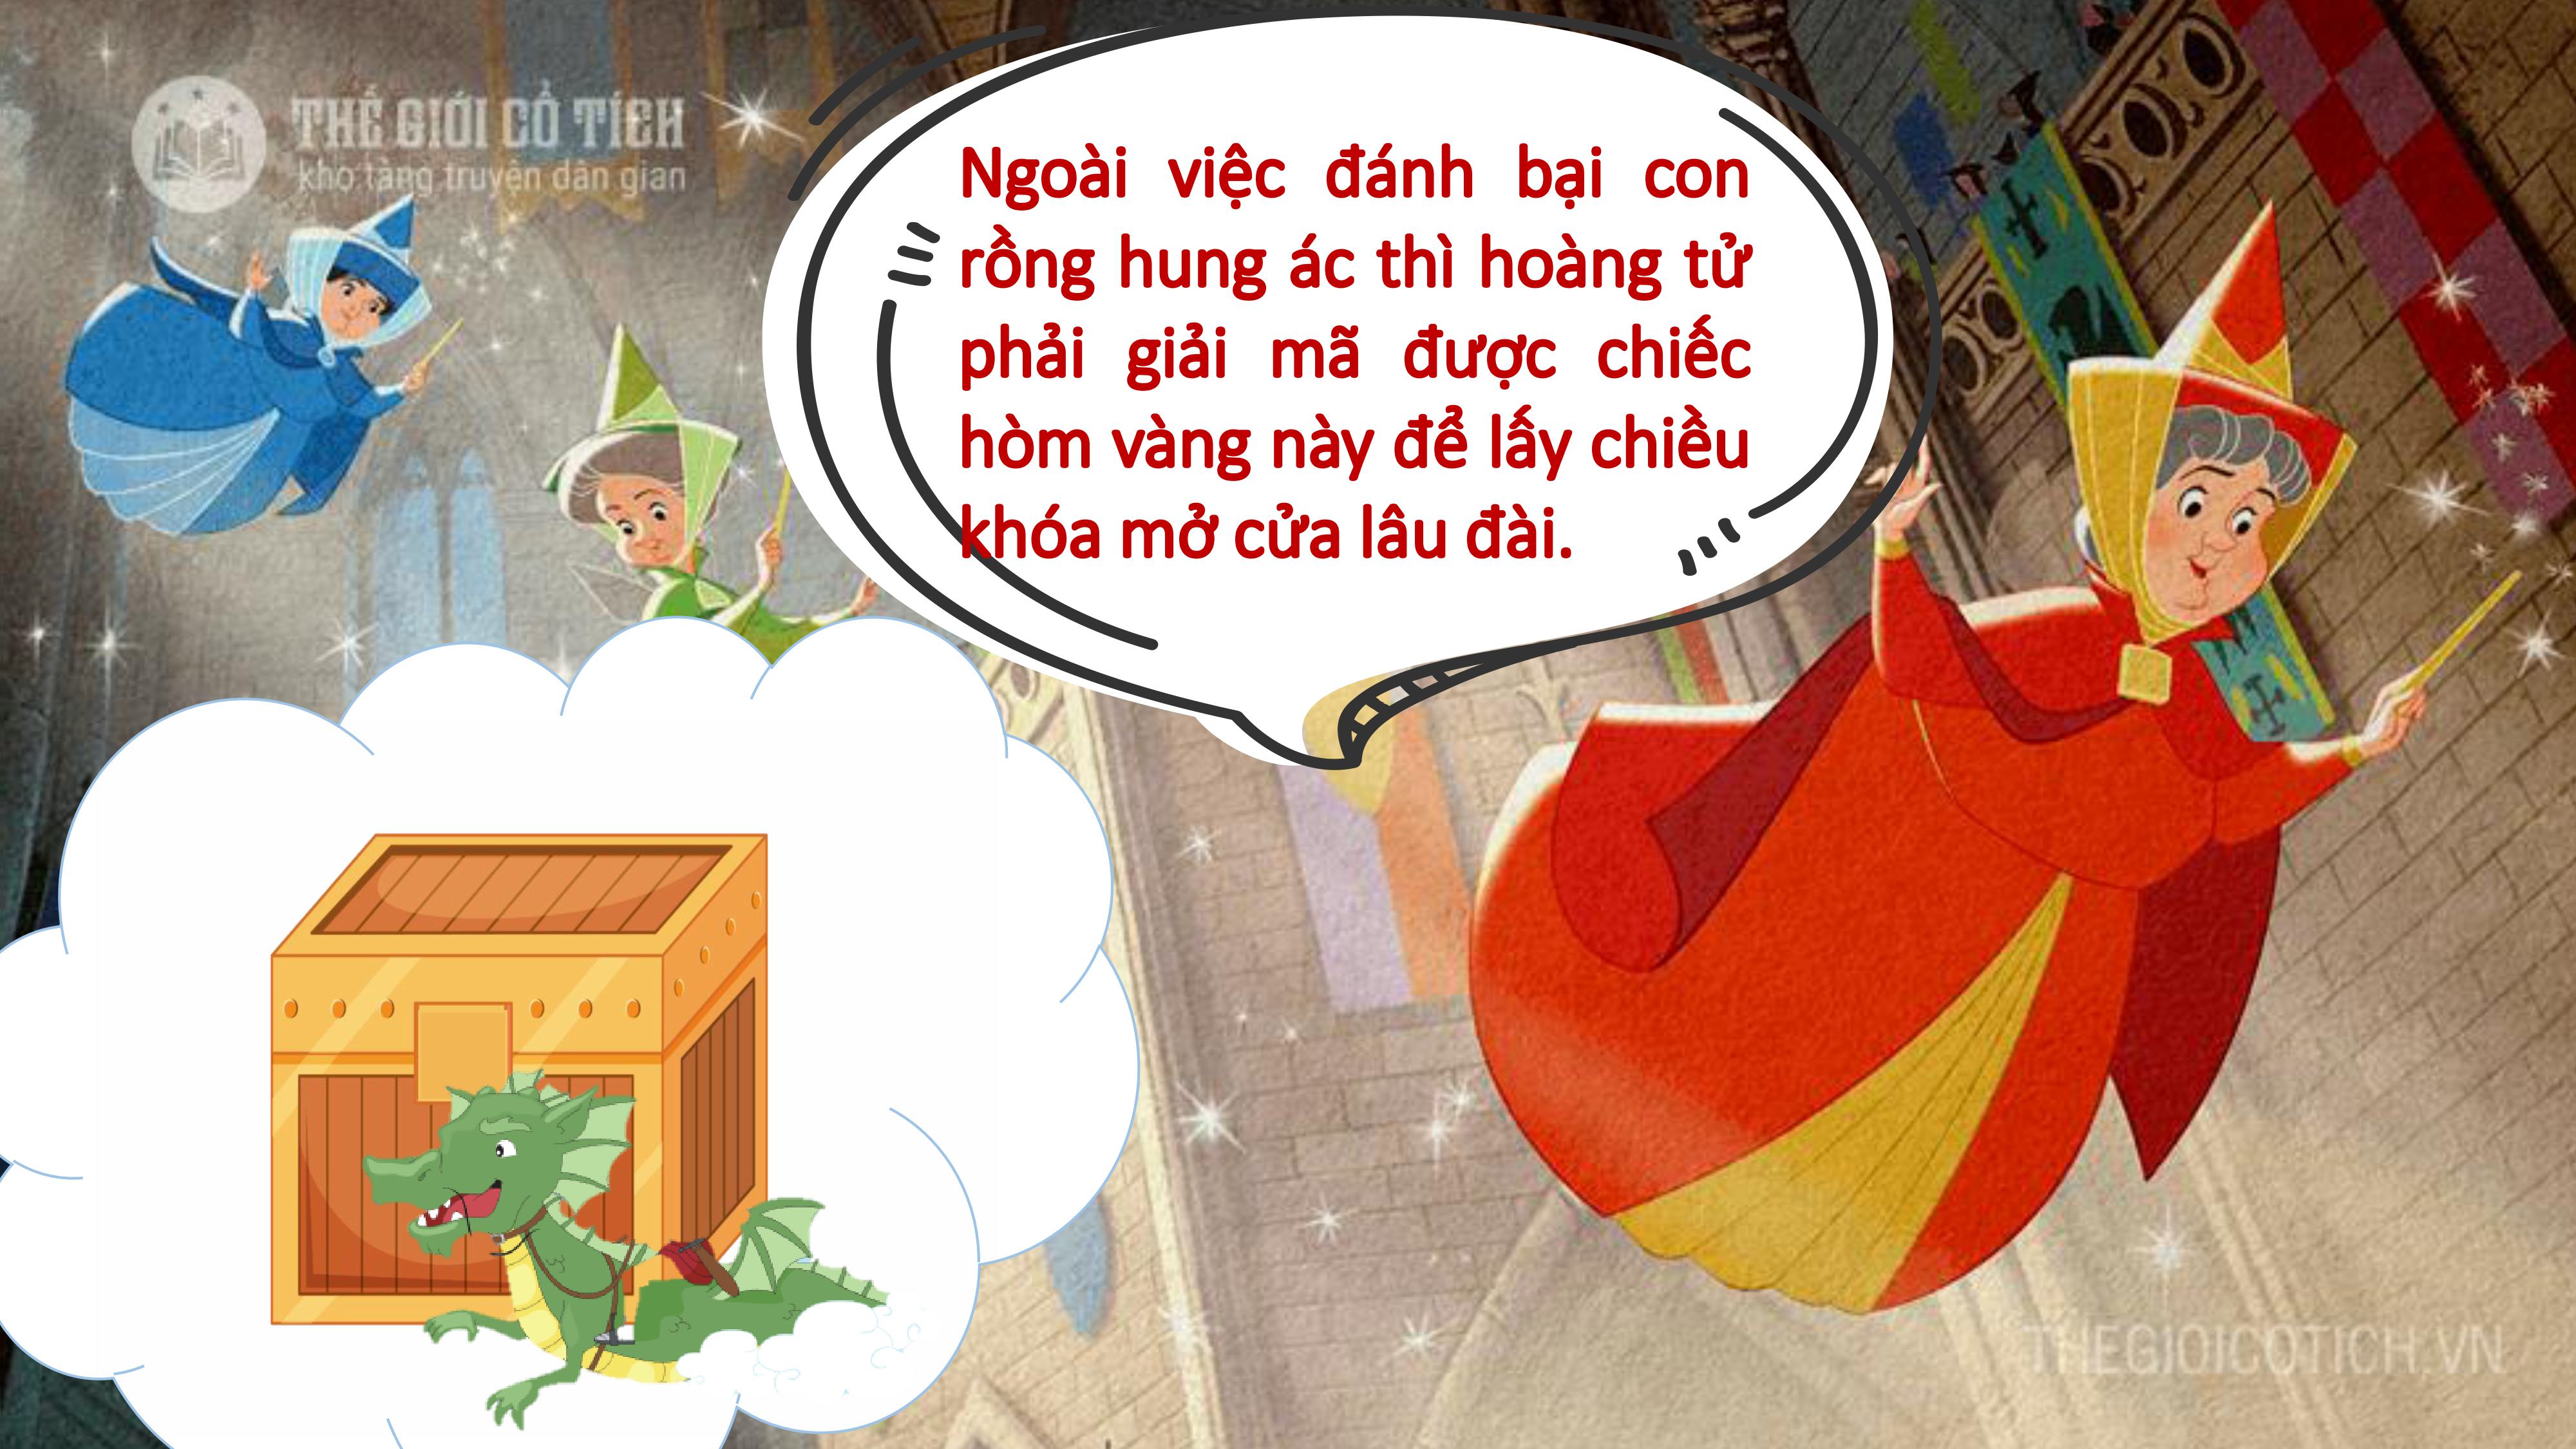 THẾ GIỚI CỔ TÍCH
kho tàng truyện dân gian
Ngoài việc đánh bại con
rồng hung ác thì hoàng tử
phải giải mã được chiếc
hòm vàng này để lấy chiều
khóa mở cửa lâu đài.
THEGIOICOTICH.VN